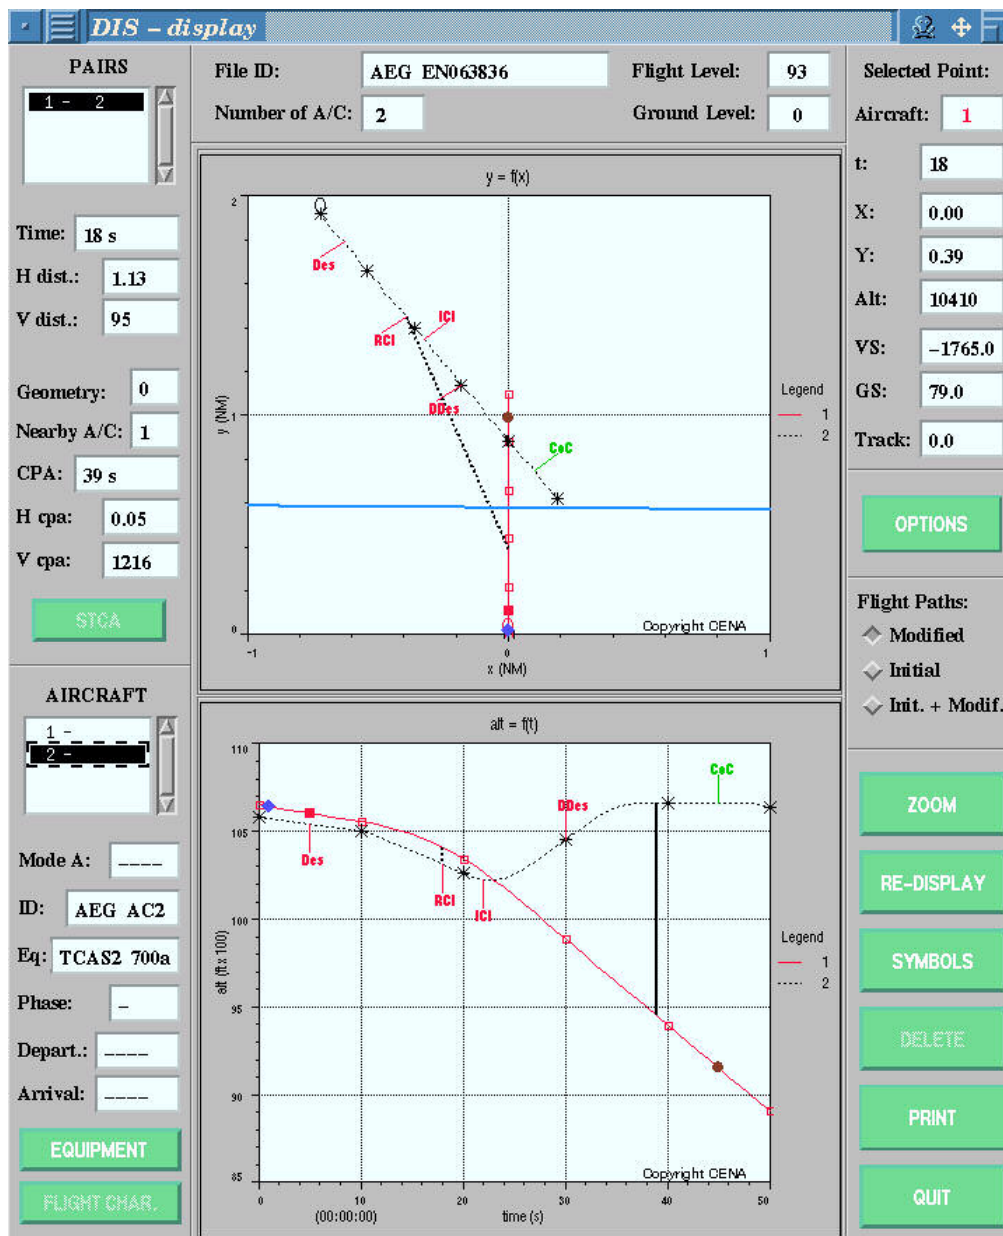 DIS – display
PAIRS
1 – 2
Time: 18 s
H dist.: 1.13
V dist.: 95
Geometry: 0
Nearby A/C: 1
CPA: 39 s
H cpa: 0.05
V cpa: 1216
STCA
AIRCRAFT
1 –
2 –
Mode A: ----
ID: AEG AC2
Eq: TCAS2 700a
Phase: –
Depart.: ----
Arrival: ----
EQUIPMENT
FLIGHT CHAR.
File ID: AEG EN063836
Flight Level: 93
Number of A/C: 2
Ground Level: 0
y = f(x)
2
Des
ICI
RCI
DDes
1
CoC
y (NM)
Legend
1
2
0
Copyright CENA
-1 0 1
x (NM)
alt = f(t)
110
CoC
DDes
105
Des
RCI
ICI
100
alt (ft x 100)
Legend
1
2
95
90
85
Copyright CENA
0 10 20 30 40 50
(00:00:00) time (s)
Selected Point:
Aircraft: 1
t: 18
X: 0.00
Y: 0.39
Alt: 10410
VS: –1765.0
GS: 79.0
Track: 0.0
OPTIONS
Flight Paths:
Modified
Initial
Init. + Modif.
ZOOM
RE-DISPLAY
SYMBOLS
DELETE
PRINT
QUIT